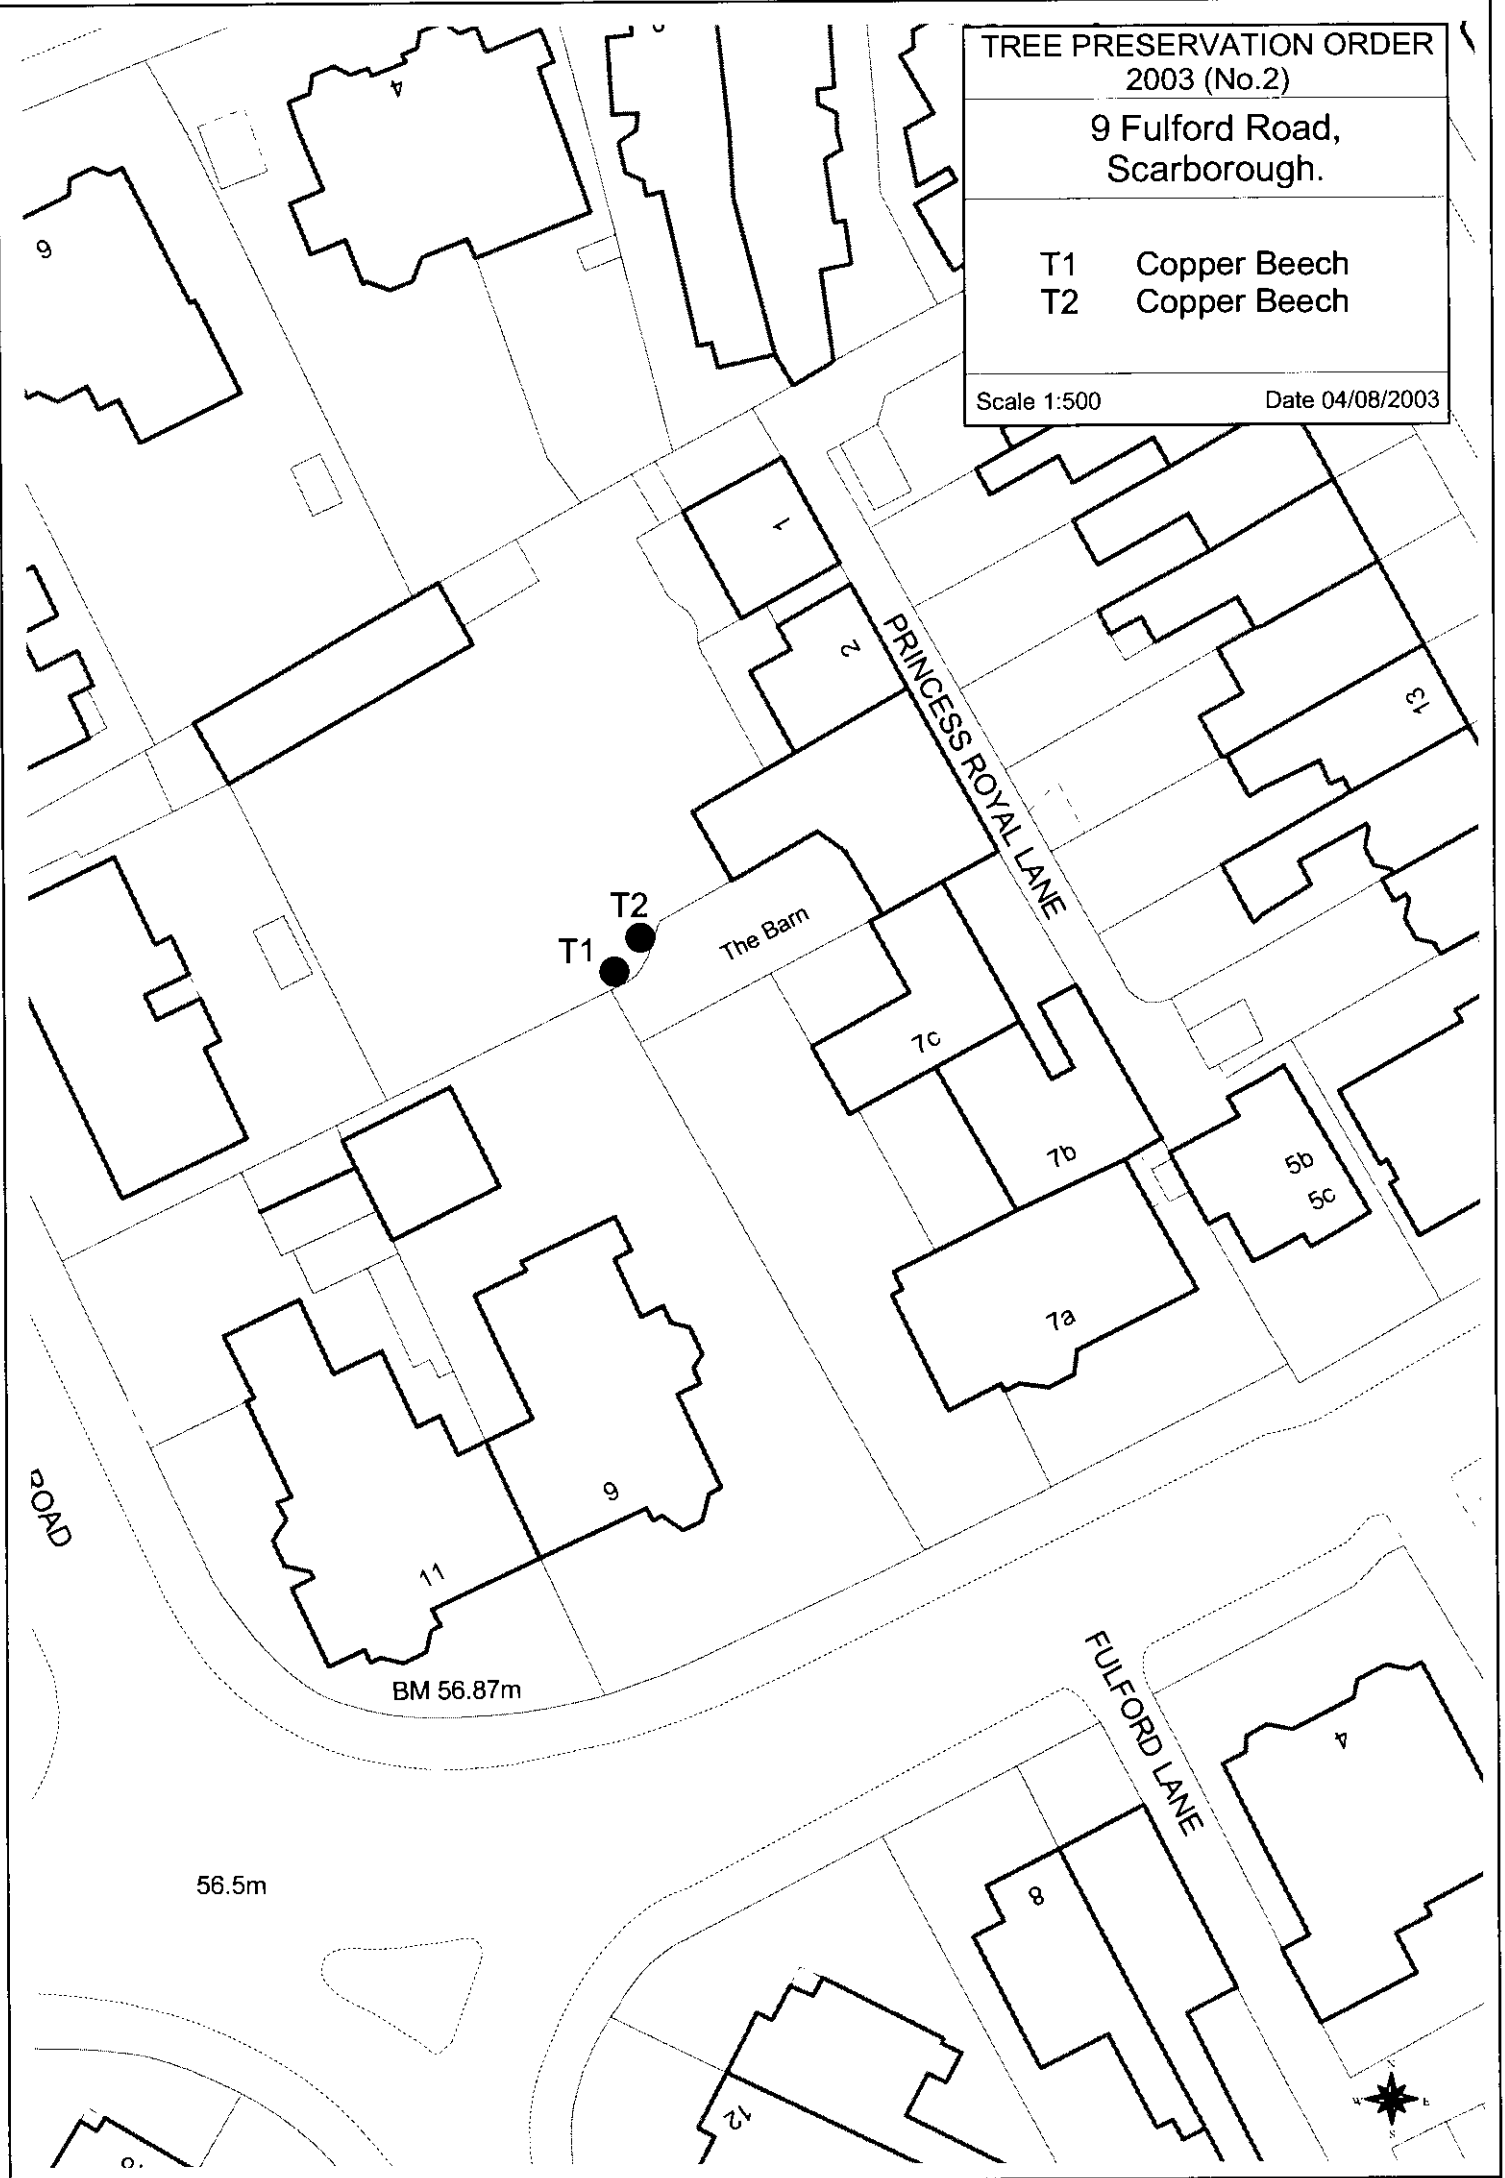 TREE PRESERVATION ORDER
2003 (No.2)
9 Fulford Road,
Scarborough.
T1 Copper Beech
T2 Copper Beech
Scale 1:500 Date 04/08/2003
4
9
1
2
PRINCESS ROYAL LANE
13
T2
T1
The Barn
7c
7b
5b
5c
7a
9
11
ROAD
BM 56.87m
FULFORD LANE
4
56.5m
8
12
N
W E
S